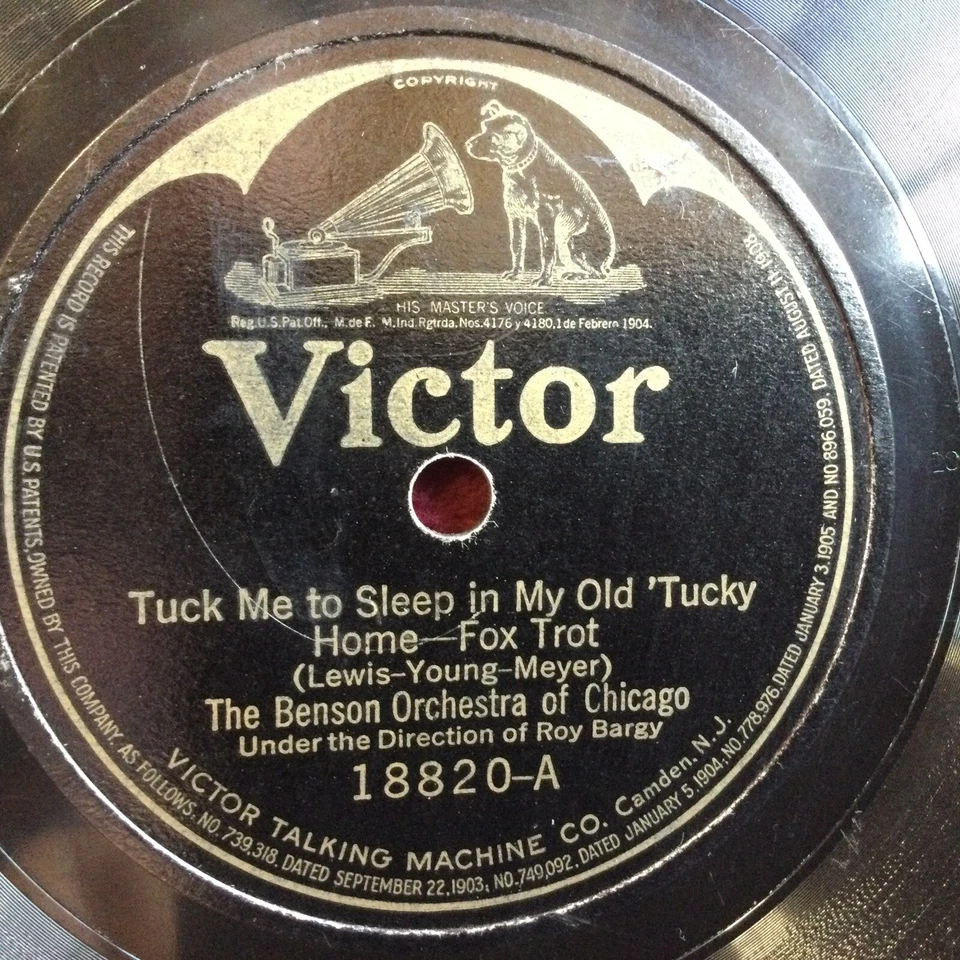 COPYRIGHT
HIS MASTER'S VOICE
Reg.U.S.Pat.Off., M.de F. M.Ind.Rgtrda.Nos.4176 y 4180,1 de Febrero 1904.
Victor
Tuck Me to Sleep in My Old 'Tucky
Home—Fox Trot
(Lewis-Young-Meyer)
The Benson Orchestra of Chicago
Under the Direction of Roy Bargy
18820-A
VICTOR TALKING MACHINE CO. Camden.N.J.
THIS RECORD IS PATENTED BY U.S.PATENTS,OWNED BY THIS COMPANY, AS FOLLOWS: NO.739,318. DATED SEPTEMBER 22,1903; NO.749,092. DATED JANUARY 5,1904; NO.778,976.DATED JANUARY 3,1905 AND NO 896,059. DATED AUGUST 11 1908